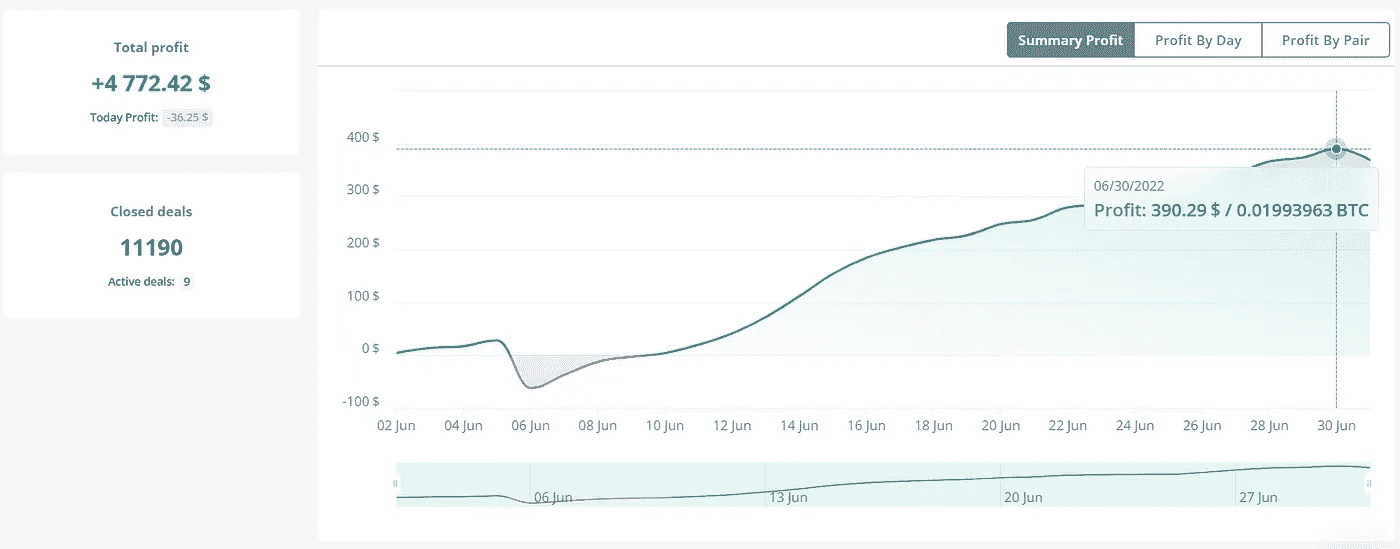 Total profit
+4 772.42 $
Today Profit: -36.25 $
Closed deals
11190
Active deals: 9
Summary Profit Profit By Day Profit By Pair
400 $
300 $
200 $
100 $
0 $
-100 $
06/30/2022
Profit: 390.29 $ / 0.01993963 BTC
02 Jun 04 Jun 06 Jun 08 Jun 10 Jun 12 Jun 14 Jun 16 Jun 18 Jun 20 Jun 22 Jun 24 Jun 26 Jun 28 Jun 30 Jun
06 Jun 13 Jun 20 Jun 27 Jun